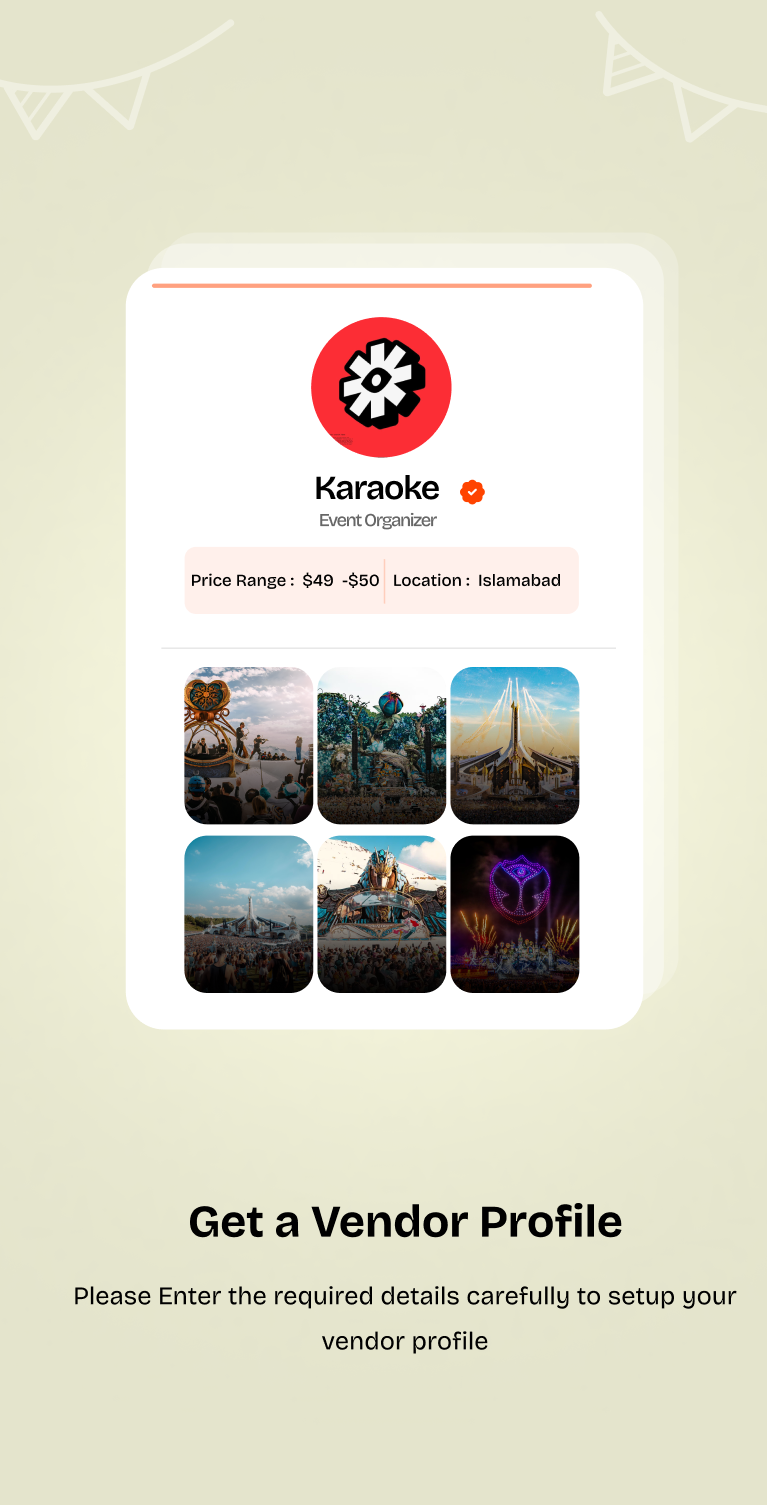 Karaoke
Event Organizer
Price Range : $49 -$50 Location : Islamabad
Get a Vendor Profile
Please Enter the required details carefully to setup your
vendor profile